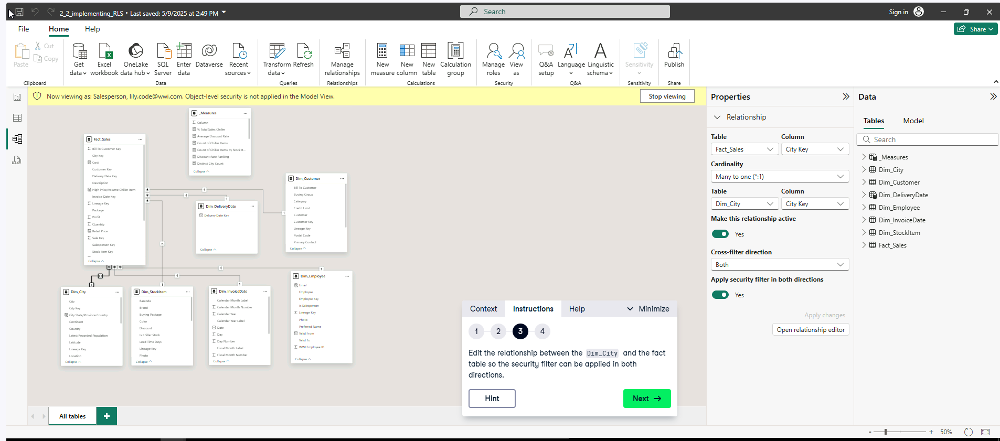 2_2_implementing_RLS • Last saved: 5/9/2025 at 2:49 PM
Search
Sign in
File
Home
Help
Share
Paste
Cut
Copy
Clipboard
Get data
Excel workbook
OneLake data hub
SQL Server
Enter data
Dataverse
Recent sources
Data
Transform data
Refresh
Queries
Manage relationships
Relationships
New measure
New column
New table
Calculation group
Calculations
Manage roles
View as
Security
Q&A setup
Language
Linguistic schema
Q&A
Sensitivity
Sensitivity
Publish
Share
Now viewing as: Salesperson, lily.code@wwi.com. Object-level security is not applied in the Model View.
Stop viewing
DAX
_Measures
Column
% Total Sales Chiller
Average Discount Rate
Count of Chiller Items
Count of Chiller Items by Stock It...
Discount Rate Ranking
Distinct City Count
Collapse
Fact_Sales
Bill To Customer Key
City Key
Cost
Customer Key
Delivery Date Key
Description
High Price/Volume Chiller Item
Invoice Date Key
Lineage Key
Package
Profit
Quantity
Retail Price
Sale Key
Salesperson Key
Stock Item Key
Collapse
Dim_DeliveryDate
Delivery Date Key
Collapse
Dim_Customer
Bill To Customer
Buying Group
Category
Credit Limit
Customer
Customer Key
Lineage Key
Postal Code
Primary Contact
Collapse
Dim_City
City
City Key
City State/Province Country
Continent
Country
Latest Recorded Population
Latitude
Lineage Key
Location
Collapse
Dim_StockItem
Barcode
Brand
Buying Package
Color
Discount
Is Chiller Stock
Lead Time Days
Lineage Key
Photo
Collapse
Dim_InvoiceDate
Calendar Month Label
Calendar Month Number
Calendar Year
Calendar Year Label
Date
Day
Day Number
Fiscal Month Label
Fiscal Month Number
Collapse
Dim_Employee
Email
Employee
Employee Key
Is Salesperson
Lineage Key
Photo
Preferred Name
Valid From
Valid To
WWI Employee ID
Collapse
Context
Instructions
Help
Minimize
1
2
3
4
Edit the relationship between the Dim_City and the fact
table so the security filter can be applied in both
directions.
Hint
Next
All tables
Properties
Relationship
Table
Column
Fact_Sales
City Key
Cardinality
Many to one (*:1)
Table
Column
Dim_City
City Key
Make this relationship active
Yes
Cross-filter direction
Both
Apply security filter in both directions
Yes
Apply changes
Open relationship editor
Data
Tables
Model
Search
_Measures
Dim_City
Dim_Customer
Dim_DeliveryDate
Dim_Employee
Dim_InvoiceDate
Dim_StockItem
Fact_Sales
50%